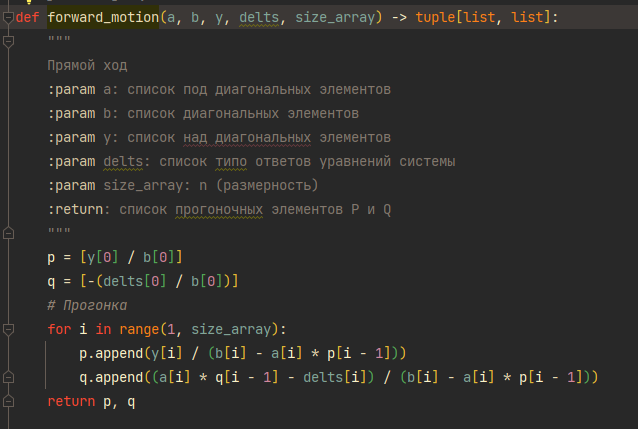 def forward_motion(a, b, y, delts, size_array) -> tuple[list, list]:
"""
Прямой ход
:param a: список под диагональных элементов
:param b: список диагональных элементов
:param y: список над диагональных элементов
:param delts: список типо ответов уравнений системы
:param size_array: n (размерность)
:return: список прогоночных элементов P и Q
"""
p = [y[0] / b[0]]
q = [-(delts[0] / b[0])]
# Прогонка
for i in range(1, size_array):
p.append(y[i] / (b[i] - a[i] * p[i - 1]))
q.append((a[i] * q[i - 1] - delts[i]) / (b[i] - a[i] * p[i - 1]))
return p, q